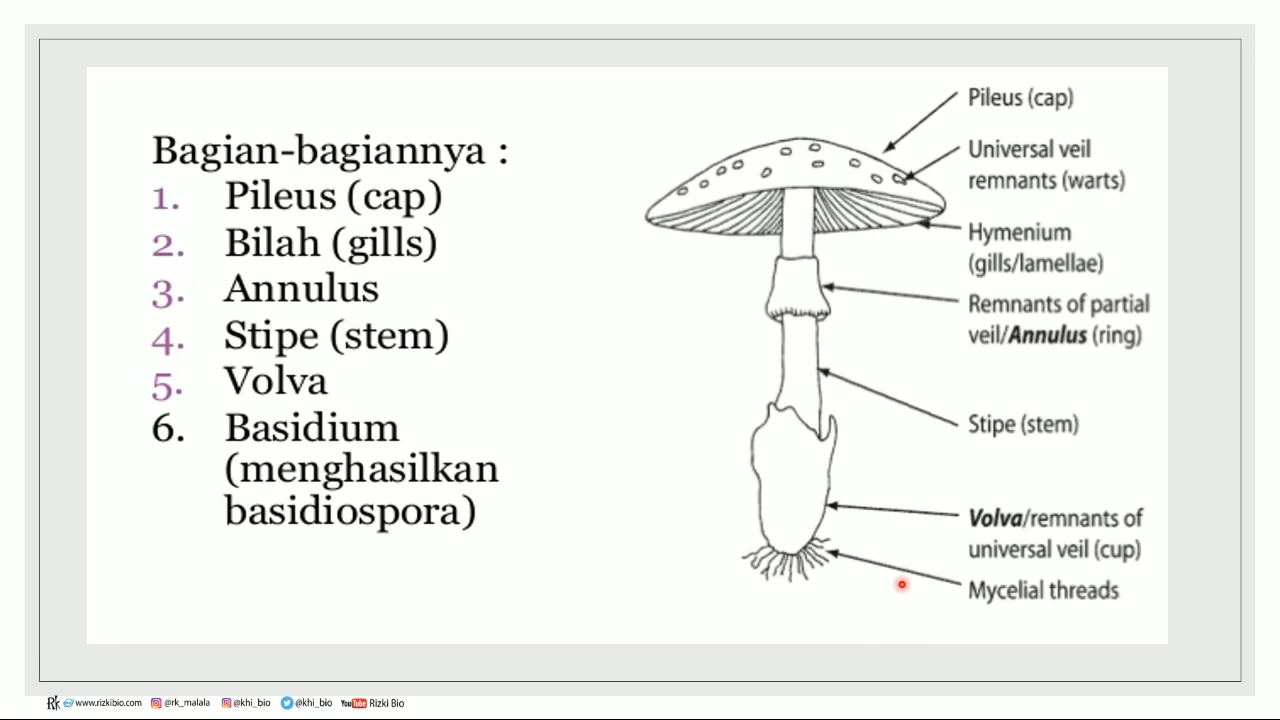 Bagian-bagiannya :
1. Pileus (cap)
2. Bilah (gills)
3. Annulus
4. Stipe (stem)
5. Volva
6. Basidium
(menghasilkan
basidiospora)
Pileus (cap)
Universal veil
remnants (warts)
Hymenium
(gills/lamellae)
Remnants of partial
veil/Annulus (ring)
Stipe (stem)
Volva/remnants of
universal veil (cup)
Mycelial threads
Rk www.rizkibio.com @rk_malala @khi_bio @khi_bio YouTube Rizki Bio